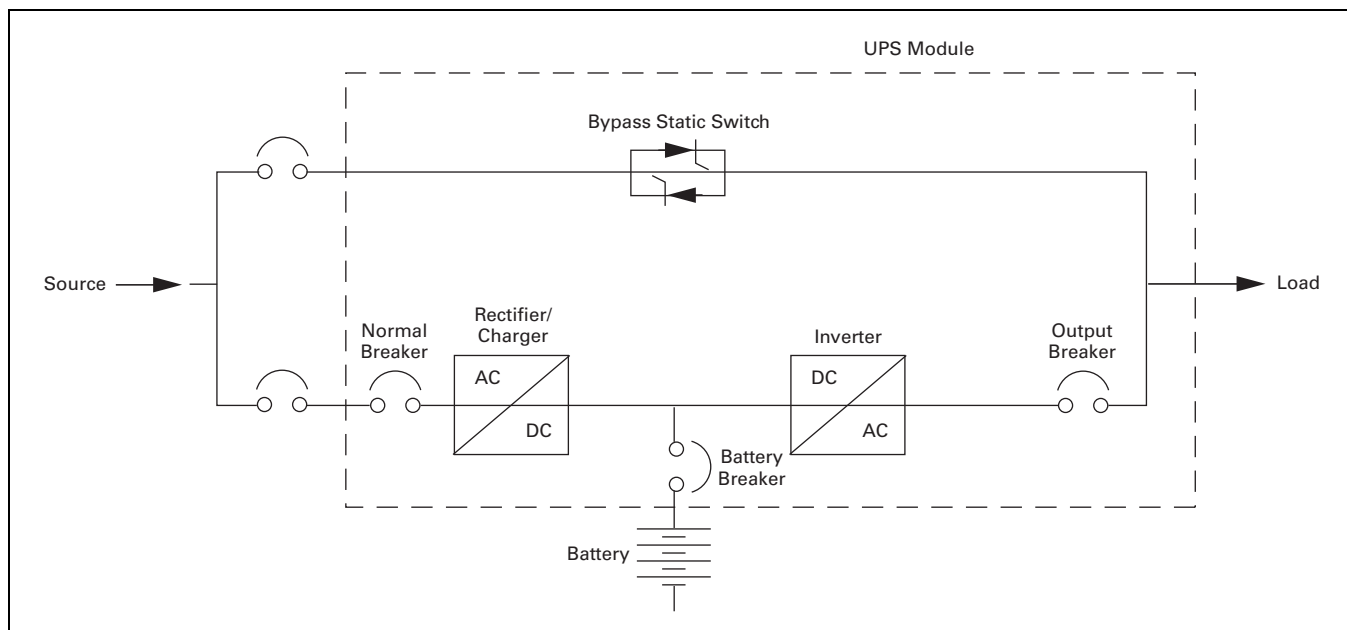 UPS Module
Bypass Static Switch
Source
Load
Normal
Breaker
Rectifier/
Charger
AC
DC
Inverter
DC
AC
Output
Breaker
Battery
Breaker
Battery